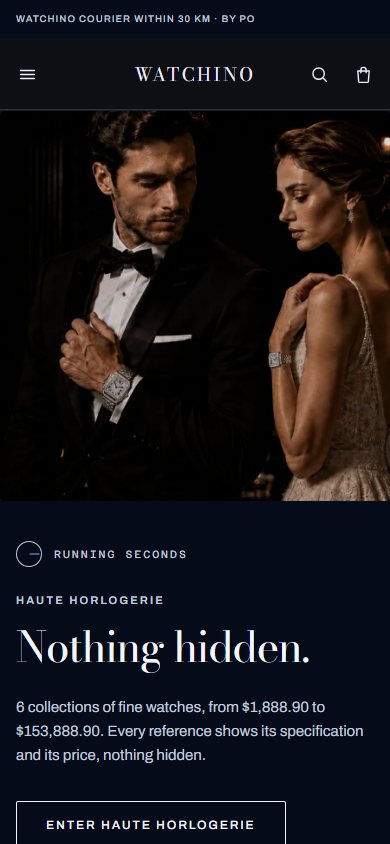 WATCHINO COURIER WITHIN 30 KM · BY PO
WATCHINO
RUNNING SECONDS
HAUTE HORLOGERIE
Nothing hidden.
6 collections of fine watches, from $1,888.90 to
$153,888.90. Every reference shows its specification
and its price, nothing hidden.
ENTER HAUTE HORLOGERIE